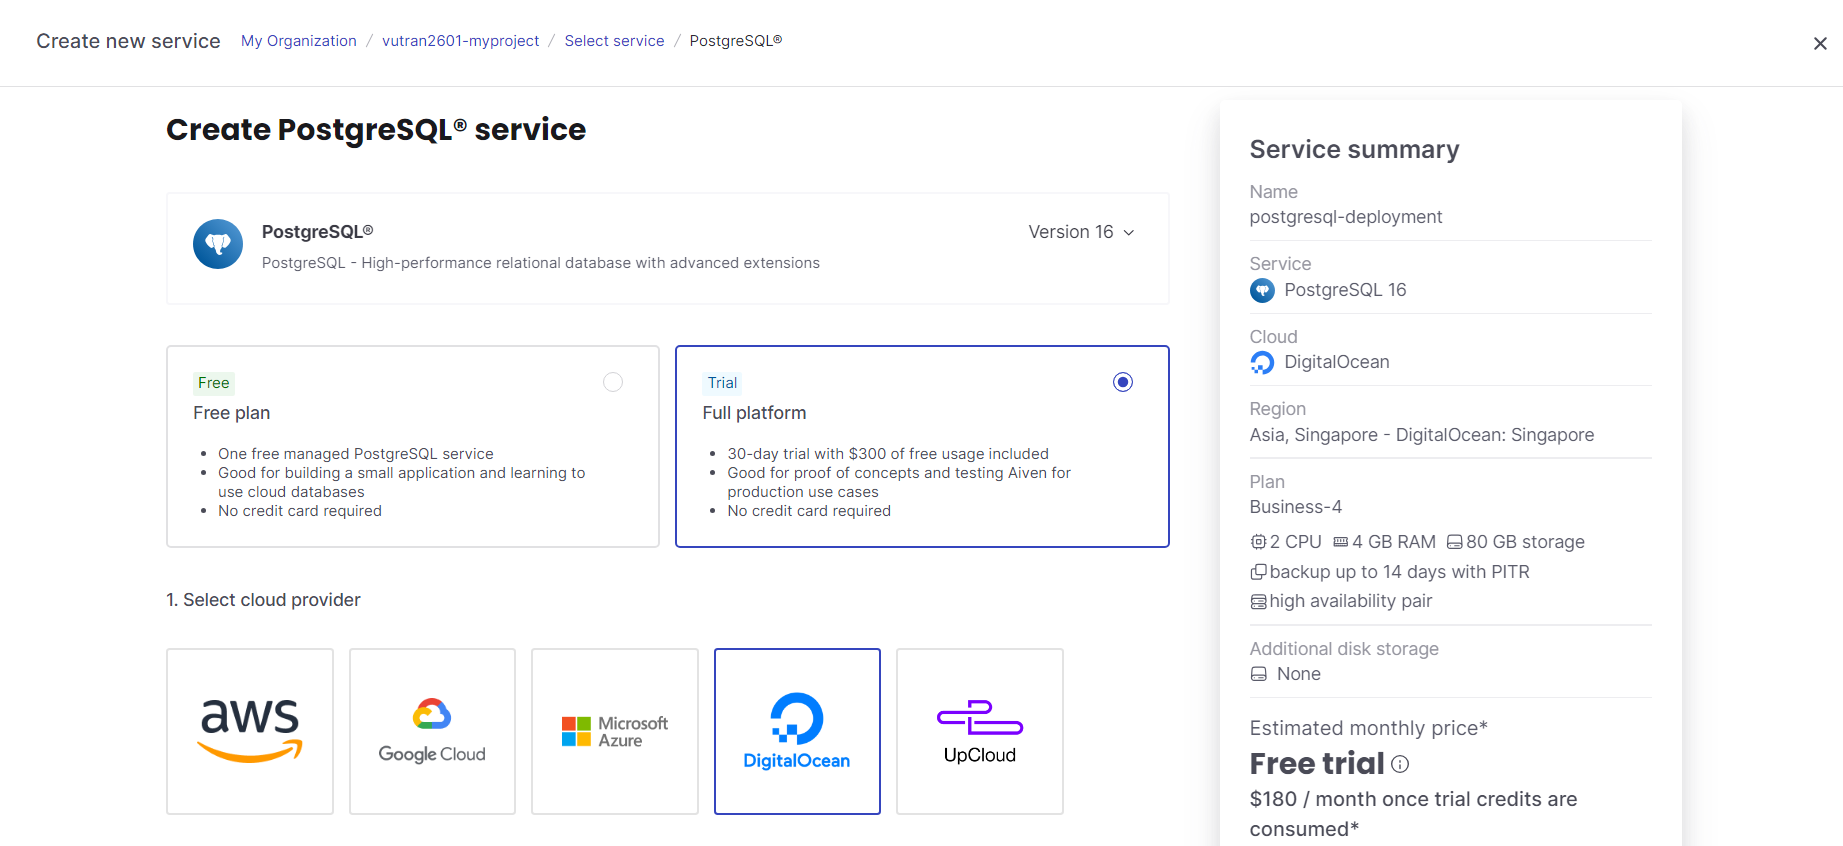 Create new service
My Organization / vutran2601-myproject / Select service / PostgreSQL®
Create PostgreSQL® service
PostgreSQL®
Version 16
PostgreSQL - High-performance relational database with advanced extensions
Free
Free plan
• One free managed PostgreSQL service
• Good for building a small application and learning to
use cloud databases
• No credit card required
Trial
Full platform
• 30-day trial with $300 of free usage included
• Good for proof of concepts and testing Aiven for
production use cases
• No credit card required
1. Select cloud provider
aws
Google Cloud
Microsoft
Azure
DigitalOcean
UpCloud
Service summary
Name
postgresql-deployment
Service
PostgreSQL 16
Cloud
DigitalOcean
Region
Asia, Singapore - DigitalOcean: Singapore
Plan
Business-4
2 CPU 4 GB RAM 80 GB storage
backup up to 14 days with PITR
high availability pair
Additional disk storage
None
Estimated monthly price*
Free trial
$180 / month once trial credits are
consumed*